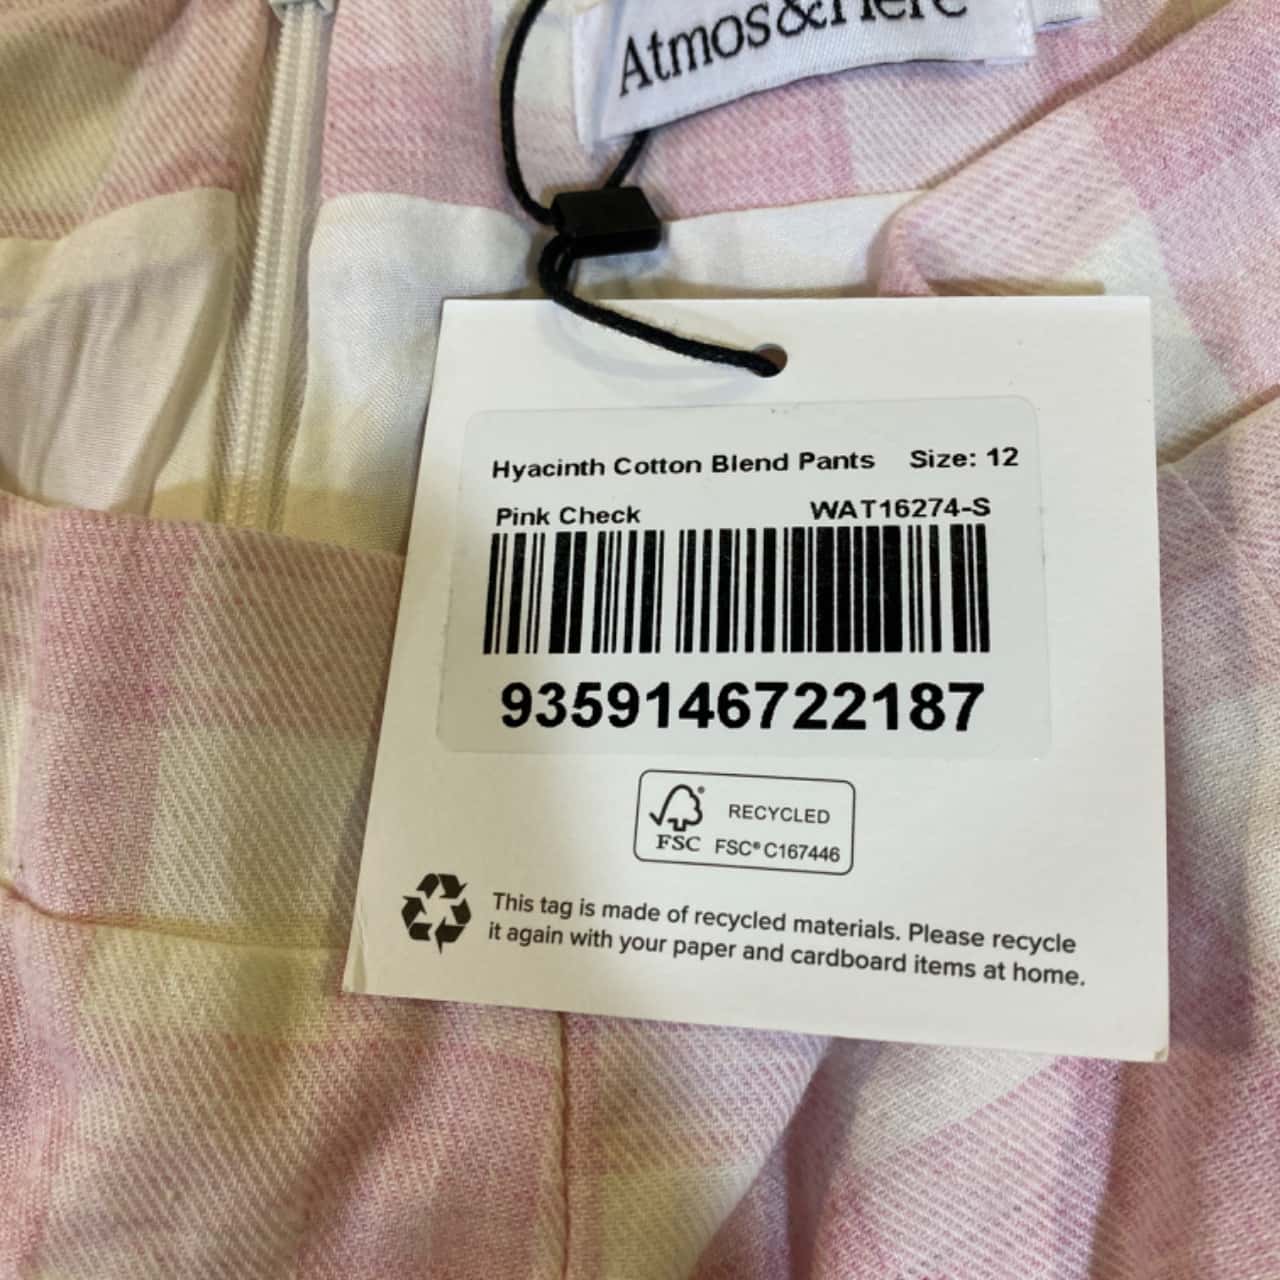 Atmos&Here
Hyacinth Cotton Blend Pants Size: 12
Pink Check WAT16274-S
9359146722187
RECYCLED
FSC FSC® C167446
This tag is made of recycled materials. Please recycle
it again with your paper and cardboard items at home.